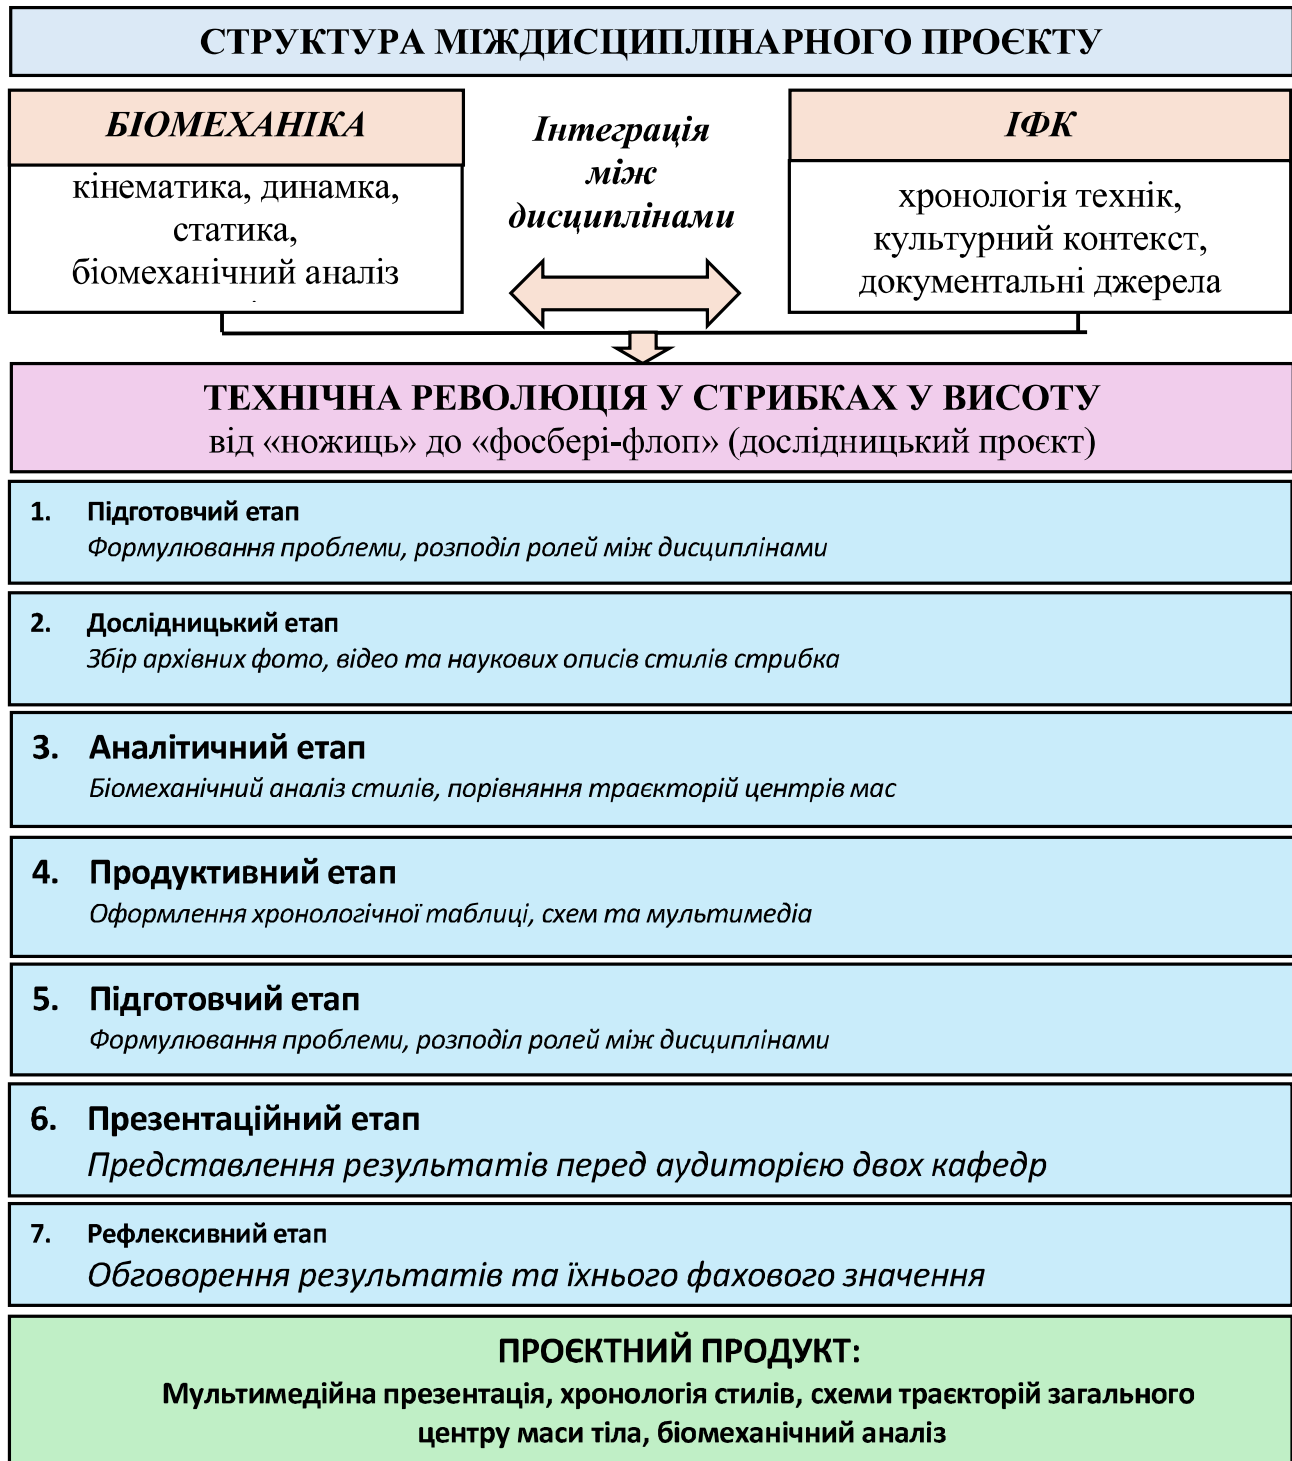 СТРУКТУРА МІЖДИСЦИПЛІНАРНОГО ПРОЄКТУ
БІОМЕХАНІКА
кінематика, динамка,
статика,
біомеханічний аналіз
Інтеграція
між
дисциплінами
ІФК
хронологія технік,
культурний контекст,
документальні джерела
ТЕХНІЧНА РЕВОЛЮЦІЯ У СТРИБКАХ У ВИСОТУ
від «ножиць» до «фосбері-флоп» (дослідницький проєкт)
1. Підготовчий етап
Формулювання проблеми, розподіл ролей між дисциплінами
2. Дослідницький етап
Збір архівних фото, відео та наукових описів стилів стрибка
3. Аналітичний етап
Біомеханічний аналіз стилів, порівняння траєкторій центрів мас
4. Продуктивний етап
Оформлення хронологічної таблиці, схем та мультимедіа
5. Підготовчий етап
Формулювання проблеми, розподіл ролей між дисциплінами
6. Презентаційний етап
Представлення результатів перед аудиторією двох кафедр
7. Рефлексивний етап
Обговорення результатів та їхнього фахового значення
ПРОЄКТНИЙ ПРОДУКТ:
Мультимедійна презентація, хронологія стилів, схеми траєкторій загального
центру маси тіла, біомеханічний аналіз